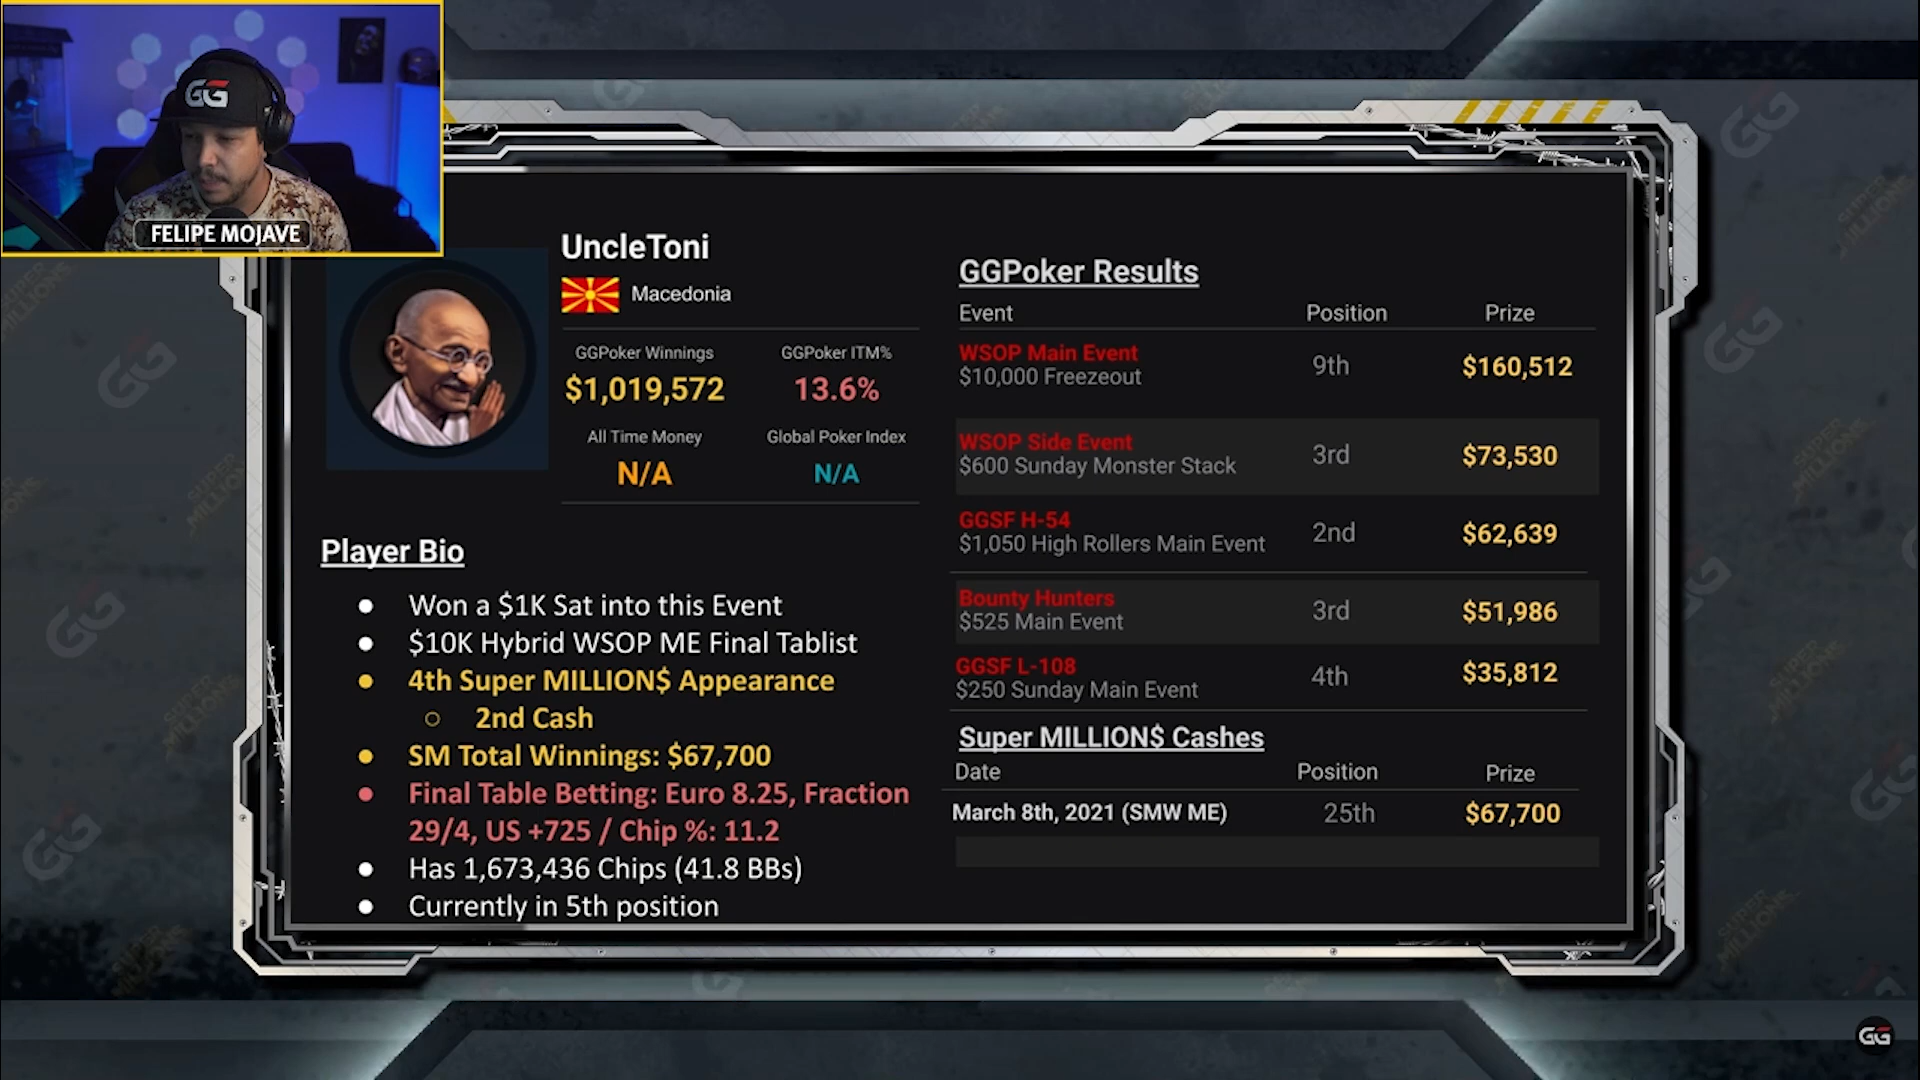 GG
FELIPE MOJAVE
UncleToni
Macedonia
GGPoker Winnings
GGPoker ITM%
$1,019,572
13.6%
All Time Money
Global Poker Index
N/A
N/A
Player Bio
Won a $1K Sat into this Event
$10K Hybrid WSOP ME Final Tablist
4th Super MILLION$ Appearance
2nd Cash
SM Total Winnings: $67,700
Final Table Betting: Euro 8.25, Fraction
29/4, US +725 / Chip %: 11.2
Has 1,673,436 Chips (41.8 BBs)
Currently in 5th position
GGPoker Results
Event Position Prize
WSOP Main Event
$10,000 Freezeout 9th $160,512
WSOP Side Event
$600 Sunday Monster Stack 3rd $73,530
GGSF H-54
$1,050 High Rollers Main Event 2nd $62,639
Bounty Hunters
$525 Main Event 3rd $51,986
GGSF L-108
$250 Sunday Main Event 4th $35,812
Super MILLION$ Cashes
Date Position Prize
March 8th, 2021 (SMW ME) 25th $67,700
GG